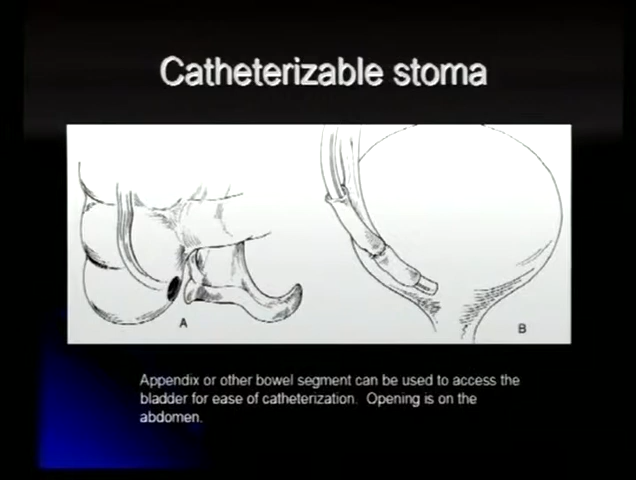 Catheterizable stoma
A
B
Appendix or other bowel segment can be used to access the
bladder for ease of catheterization. Opening is on the
abdomen.